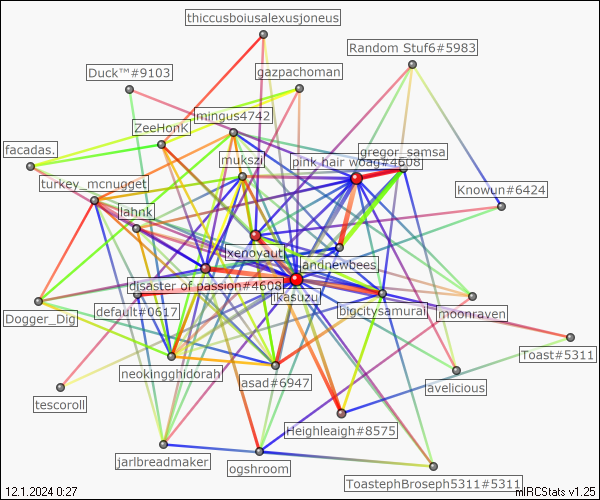 thiccusboiusalexusjoneus
Random Stuf6#5983
Duck™#9103
gazpachoman
mingus4742
ZeeHonK
facadas.
gregor_samsa
mukszi
pink hair woag#4608
turkey_mcnugget
Knowun#6424
lahnk
xenoyaut
andnewbees
disaster of passion#4608
likasuzu
default#0617
bigcitysamurai
moonraven
Dogger_Dig
Toast#5311
neokingghidorah
lasad#6947
avelicious
tescoroll
Heighleaigh#8575
jarlbreadmaker
ogshroom
ToastephBroseph5311#5311
12.1.2024 0:27
mIRCStats v1.25